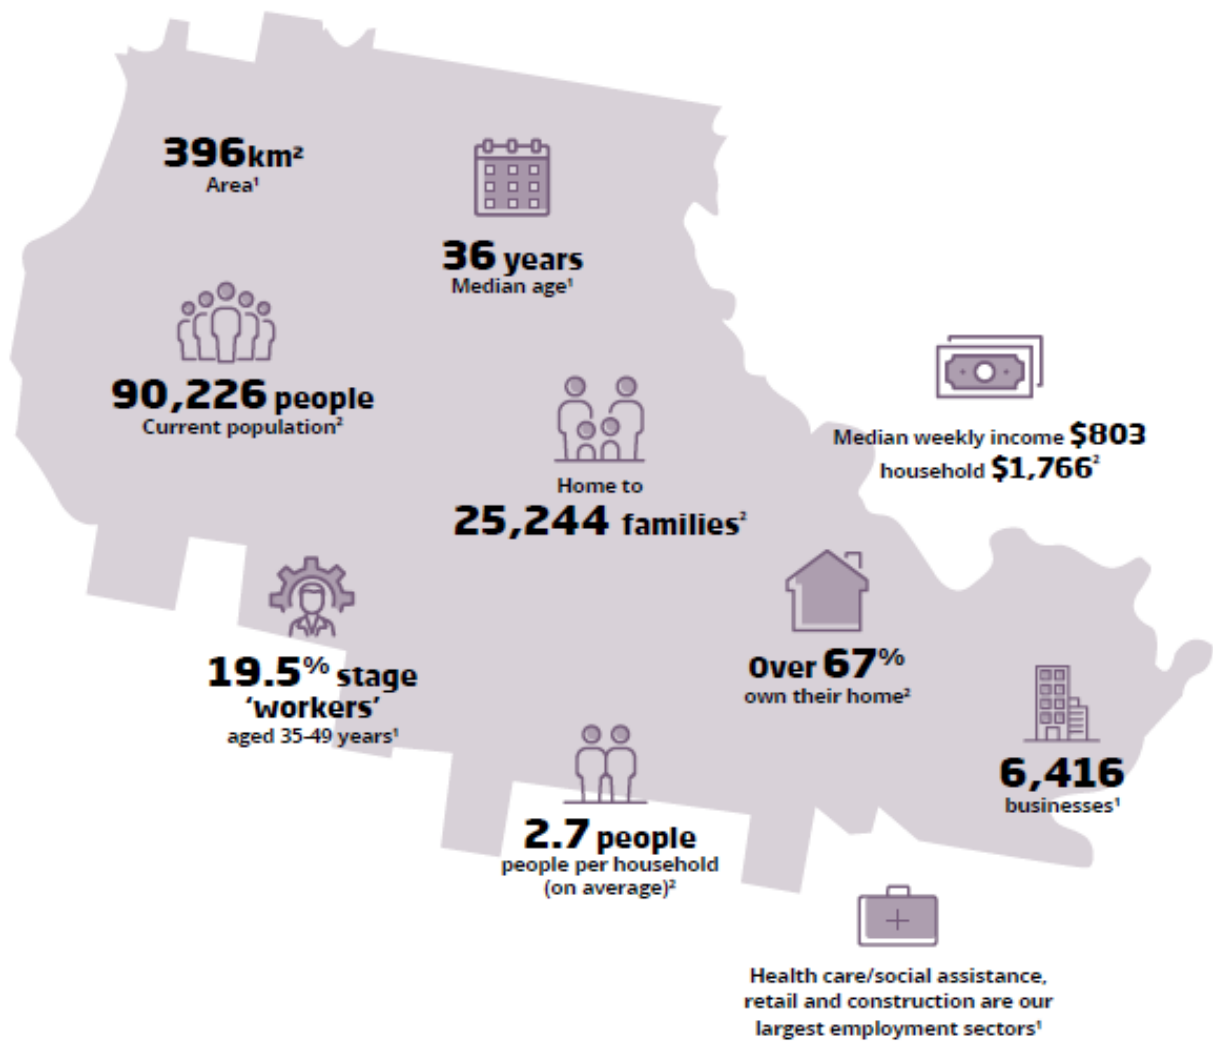 396km²
Area¹
36 years
Median age¹
90,226 people
Current population²
Home to
25,244 families²
Median weekly income $803
household $1,766²
19.5% stage
‘workers’
aged 35-49 years¹
Over 67%
own their home²
6,416
businesses¹
2.7 people
people per household
(on average)²
Health care/social assistance,
retail and construction are our
largest employment sectors¹